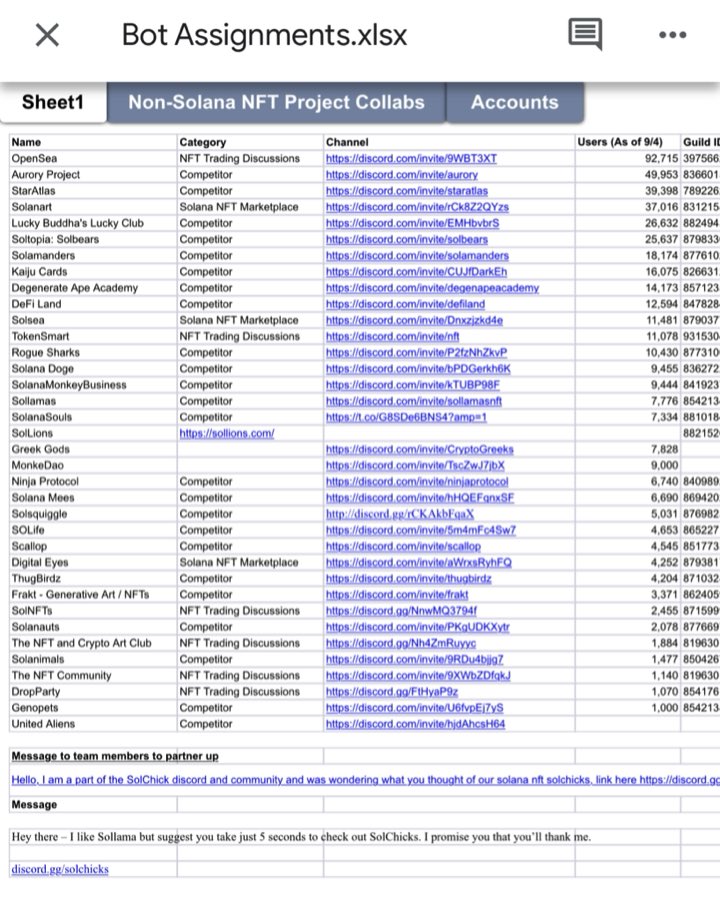 Bot Assignments.xlsx
Sheet1 Non-Solana NFT Project Collabs Accounts
Name Category Channel Users (As of 9/4) Guild ID
OpenSea NFT Trading Discussions https://discord.com/invite/9WBT3XT 92,715 397566
Aurory Project Competitor https://discord.com/invite/aurory 49,953 836601
StarAtlas Competitor https://discord.com/invite/staratlas 39,398 789226
Solanart Solana NFT Marketplace https://discord.com/invite/rCk8Z2QYzs 37,016 831215
Lucky Buddha's Lucky Club Competitor https://discord.com/invite/EMHbvbrS 26,632 882494
Soltopia: Solbears Competitor https://discord.com/invite/solbears 25,637 879833
Solamanders Competitor https://discord.com/invite/solamanders 18,174 877610
Kaiju Cards Competitor https://discord.com/invite/CUJfDarkEh 16,075 826631
Degenerate Ape Academy Competitor https://discord.com/invite/degenapeacademy 14,173 857123
DeFi Land Competitor https://discord.com/invite/defiland 12,594 847828
Solsea Solana NFT Marketplace https://discord.com/invite/Dnxzjzkd4e 11,481 879037
TokenSmart NFT Trading Discussions https://discord.com/invite/nft 11,078 931530
Rogue Sharks Competitor https://discord.com/invite/P2fzNhZkvP 10,430 877310
Solana Doge Competitor https://discord.com/invite/bPDGerkh6K 9,455 836272
SolanaMonkeyBusiness Competitor https://discord.com/invite/kTUBP98F 9,444 841923
Sollamas Competitor https://discord.com/invite/sollamasnft 7,776 854213
SolanaSouls Competitor https://t.co/G8SDe6BNS4?amp=1 7,334 881018
SolLions https://sollions.com/ 882152
Greek Gods https://discord.com/invite/CryptoGreeks 7,828
MonkeDao https://discord.com/invite/TscZwJ7jbX 9,000
Ninja Protocol Competitor https://discord.com/invite/ninjaprotocol 6,740 840989
Solana Mees Competitor https://discord.com/invite/hHQEFqnxSF 6,690 869420
Solsquiggle Competitor http://discord.gg/rCKAkbFqaX 5,031 876982
SOLife Competitor https://discord.com/invite/5m4mFc4Sw7 4,653 865227
Scallop Competitor https://discord.com/invite/scallop 4,545 851773
Digital Eyes Solana NFT Marketplace https://discord.com/invite/aWrxsRyhFQ 4,252 879381
ThugBirdz Competitor https://discord.com/invite/thugbirdz 4,204 871032
Frakt - Generative Art / NFTs Competitor https://discord.com/invite/frakt 3,371 862405
SolNFTs NFT Trading Discussions https://discord.gg/NnwMQ3794f 2,455 871599
Solanauts Competitor https://discord.com/invite/PKgUDKXytr 2,078 877669
The NFT and Crypto Art Club NFT Trading Discussions https://discord.gg/Nh4ZmRuyyc 1,884 819630
Solanimals Competitor https://discord.com/invite/9RDu4bjjg7 1,477 850426
The NFT Community NFT Trading Discussions https://discord.com/invite/9XWbZDfqkJ 1,140 819630
DropParty NFT Trading Discussions https://discord.gg/FtHyaP9z 1,070 854176
Genopets Competitor https://discord.com/invite/U6fvpEj7yS 1,000 854213
United Aliens Competitor https://discord.com/invite/hjdAhcsH64
Message to team members to partner up
Hello, I am a part of the SolChick discord and community and was wondering what you thought of our solana nft solchicks, link here https://discord.gg
Message
Hey there – I like Sollama but suggest you take just 5 seconds to check out SolChicks. I promise you that you'll thank me.
discord.gg/solchicks